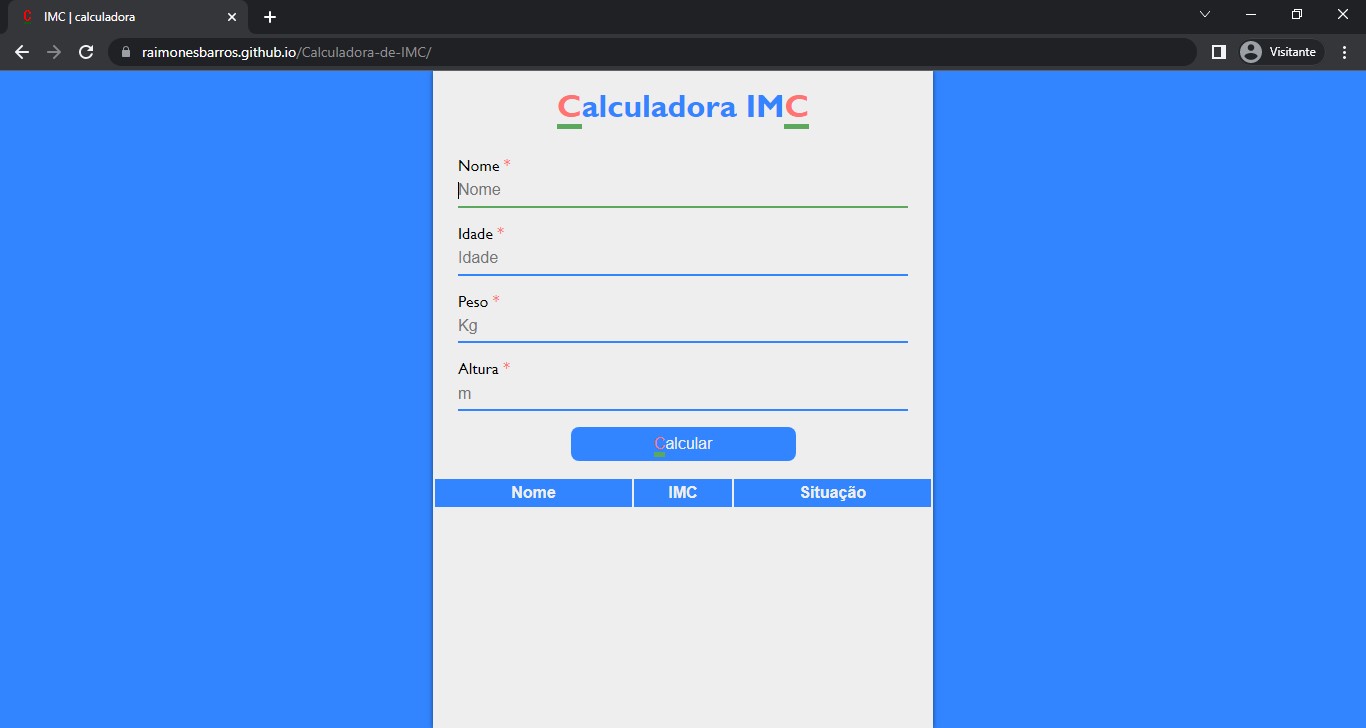 C IMC | calculadora
raimonesbarros.github.io/Calculadora-de-IMC/
Visitante
Calculadora IMC
Nome *
Nome
Idade *
Idade
Peso *
Kg
Altura *
m
Calcular
Nome IMC Situação